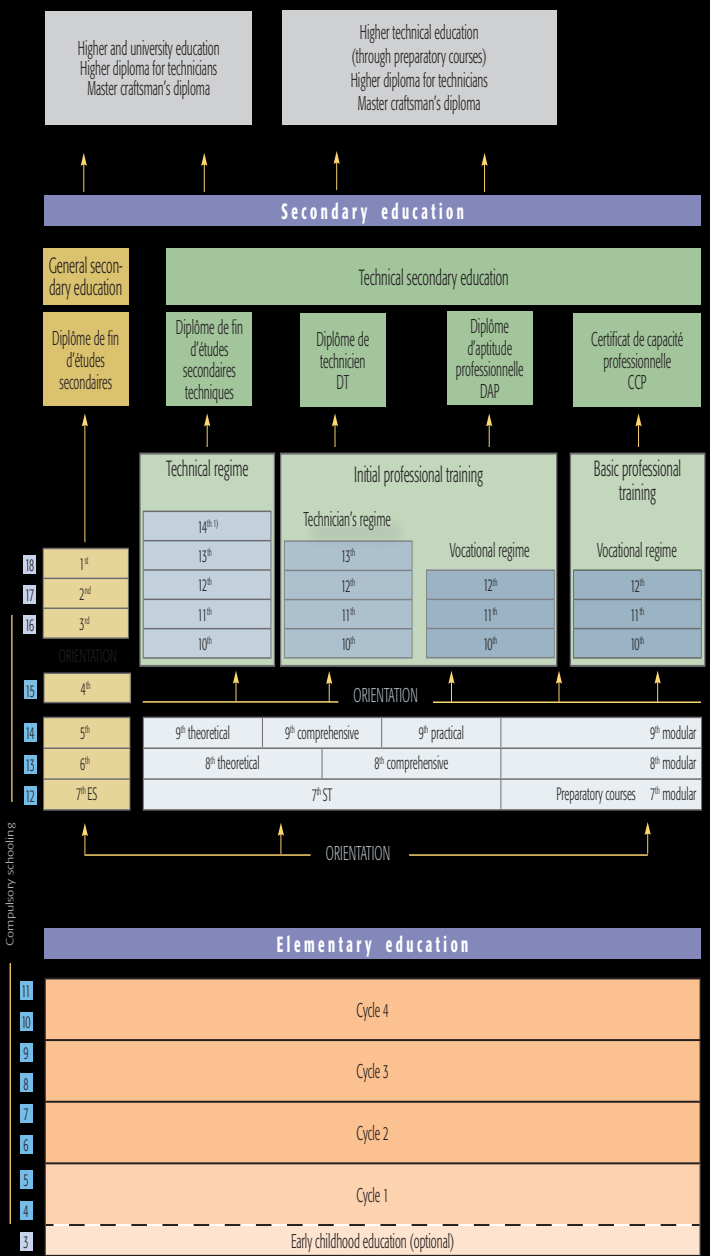 Higher and university education
Higher diploma for technicians
Master craftsman's diploma
Higher technical education
(through preparatory courses)
Higher diploma for technicians
Master craftsman's diploma
Secondary education
General secon-
dary education
Technical secondary education
Diplôme de fin
d'études
secondaires
Diplôme de fin
d'études
secondaires
techniques
Diplôme de
technicien
DT
Diplôme
d'aptitude
professionnelle
DAP
Certificat de capacité
professionnelle
CCP
Technical regime
14th 1)
13th
12th
11th
10th
Initial professional training
Technician's regime
13th
12th
11th
10th
Vocational regime
12th
11th
10th
Basic professional
training
Vocational regime
12th
11th
10th
18 1st
17 2nd
16 3rd
ORIENTATION
15 4th
ORIENTATION
14 5th 9th theoretical 9th comprehensive 9th practical 9th modular
13 6th 8th theoretical 8th comprehensive 8th modular
12 7th ES 7th ST Preparatory courses 7th modular
ORIENTATION
Compulsory schooling
Elementary education
11
Cycle 4
10
9
Cycle 3
8
7
Cycle 2
6
5
Cycle 1
4
3 Early childhood education (optional)